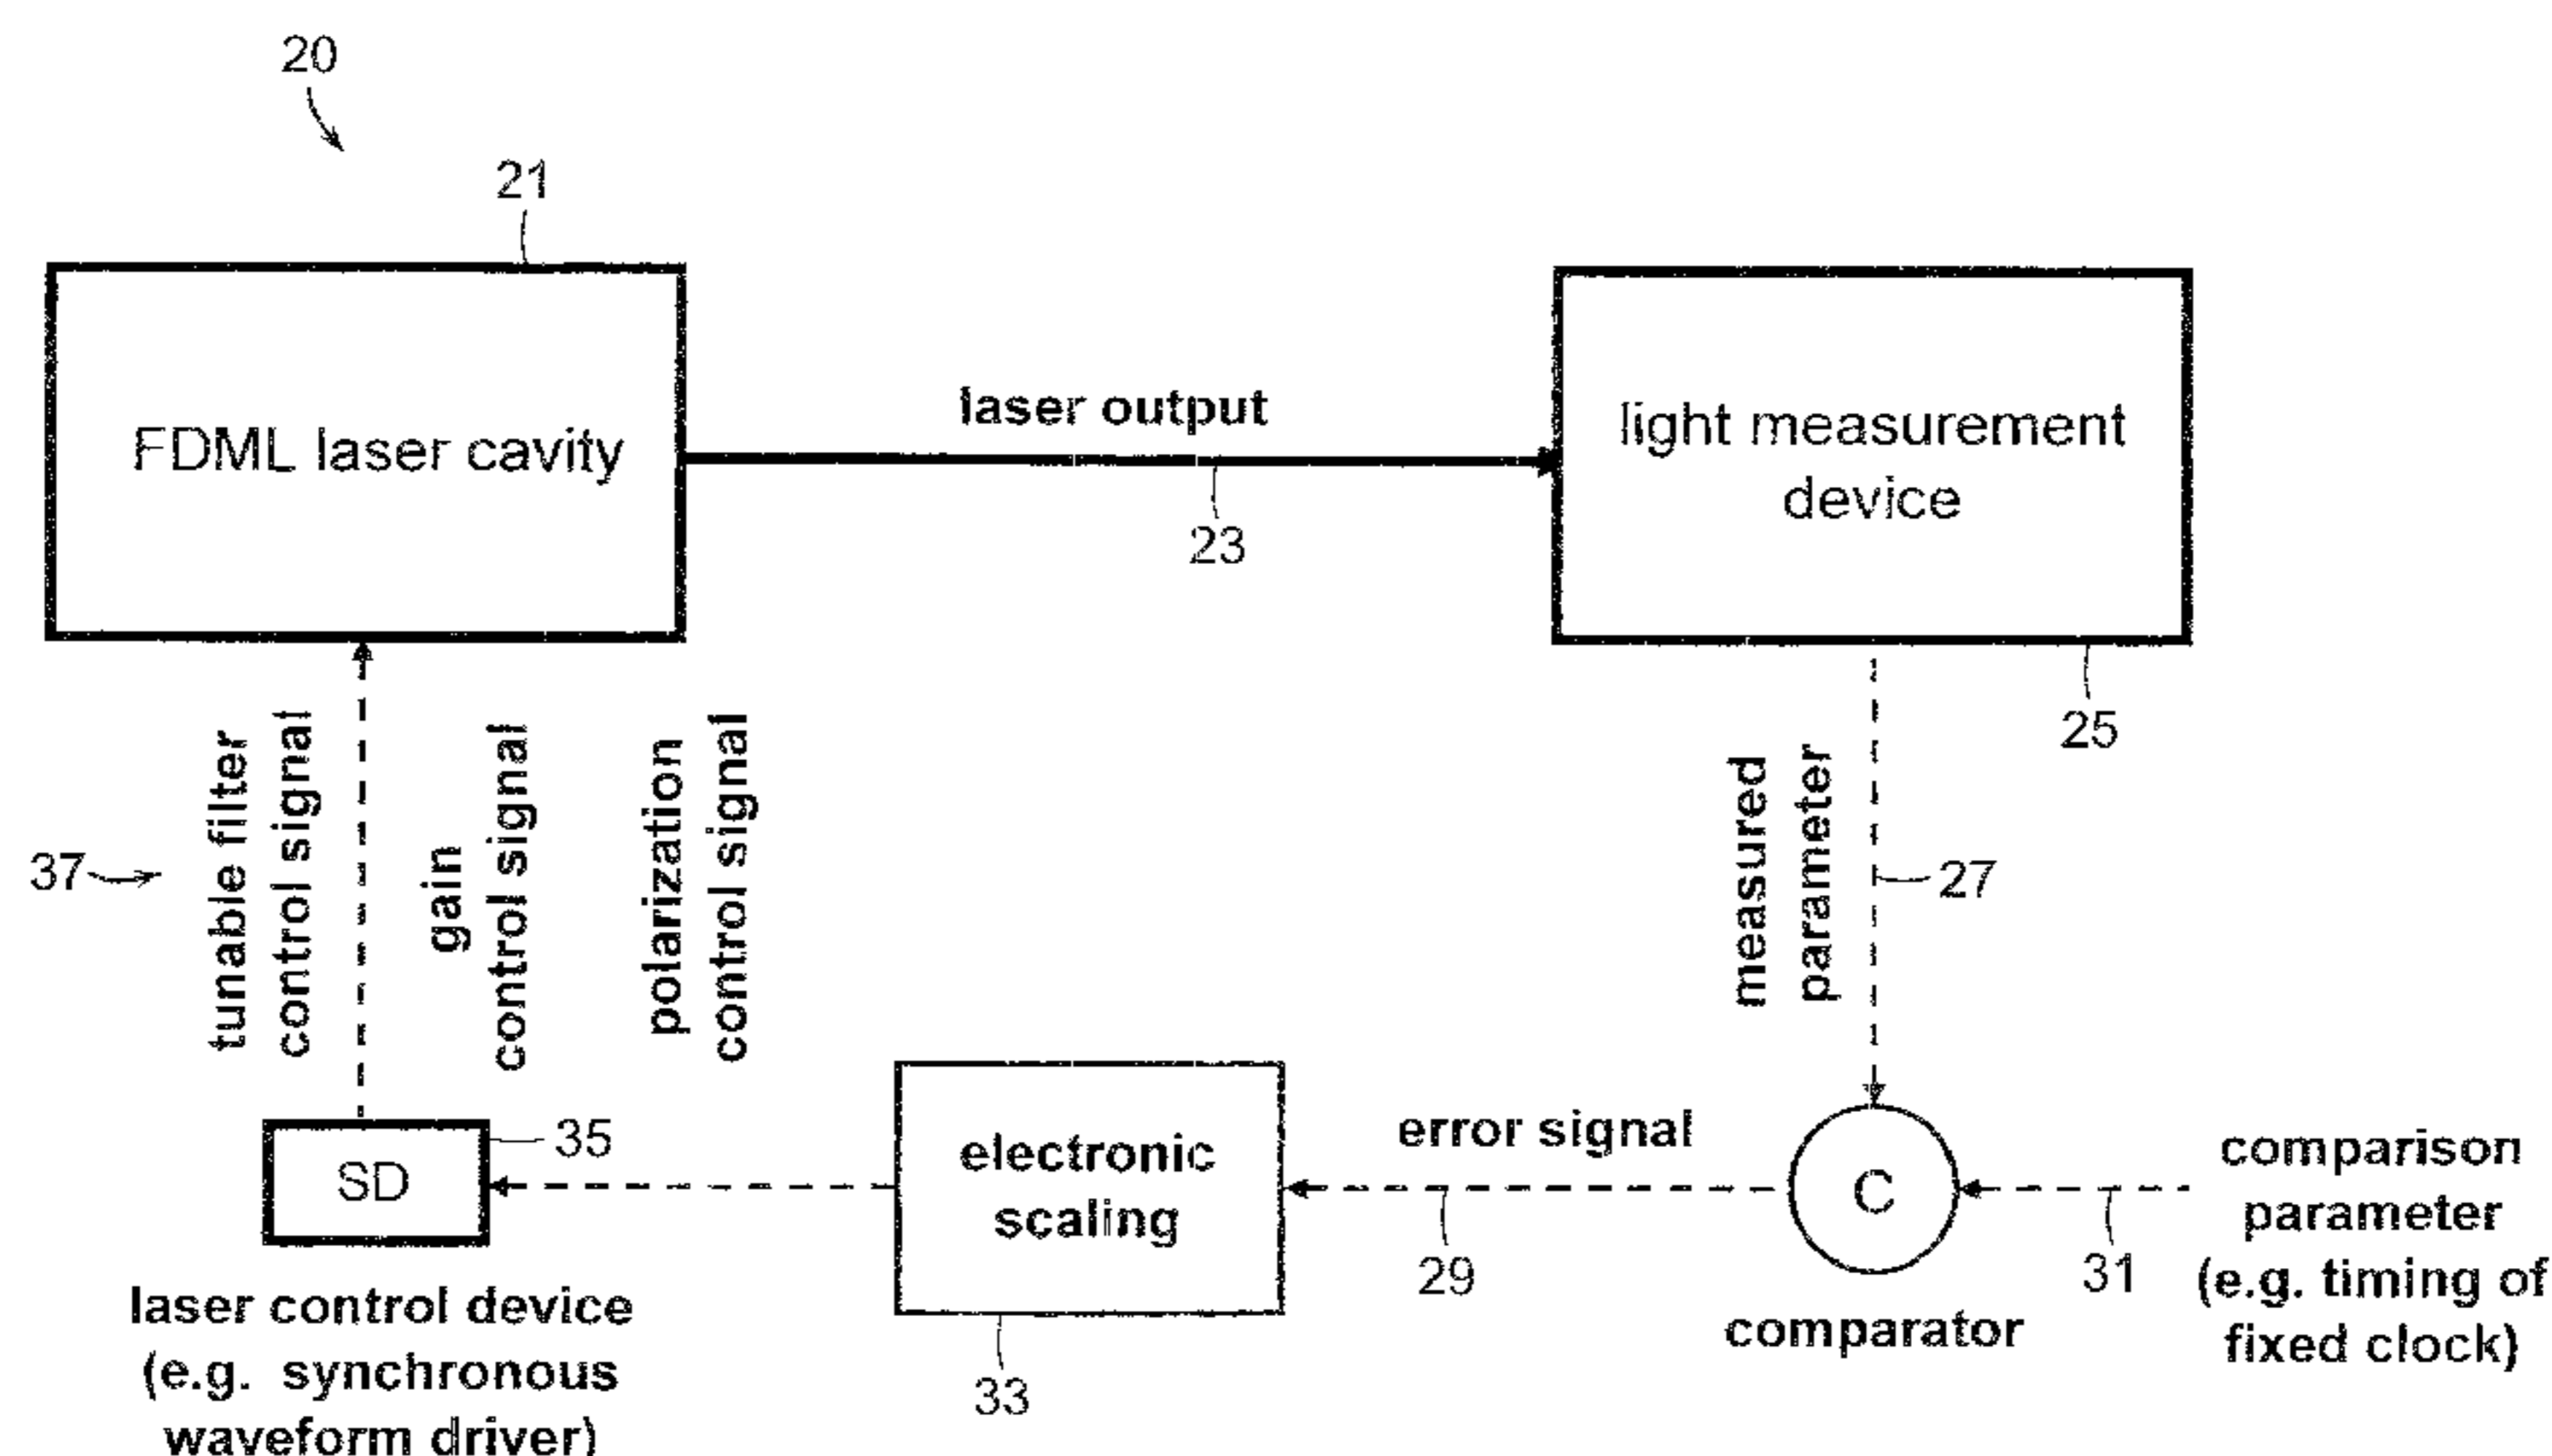 20
21
FDML laser cavity
laser output
23
light measurement
device
25
37
tunable filter
control signal
gain
control signal
polarization
control signal
measured
parameter
27
SD
35
laser control device
(e.g. synchronous
waveform driver)
electronic
scaling
33
error signal
29
C
comparator
31
comparison
parameter
(e.g. timing of
fixed clock)